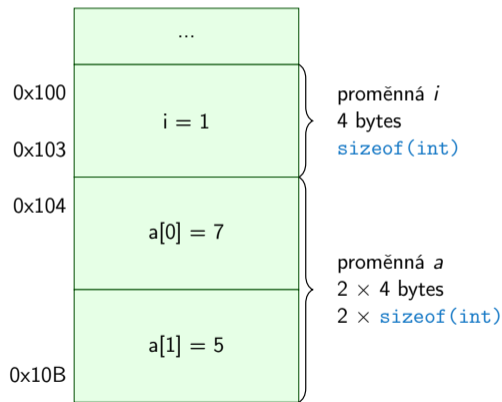 ...
0x100
i = 1
0x103
proměnná i
4 bytes
sizeof(int)
0x104
a[0] = 7
proměnná a
2 × 4 bytes
2 × sizeof(int)
a[1] = 5
0x10B